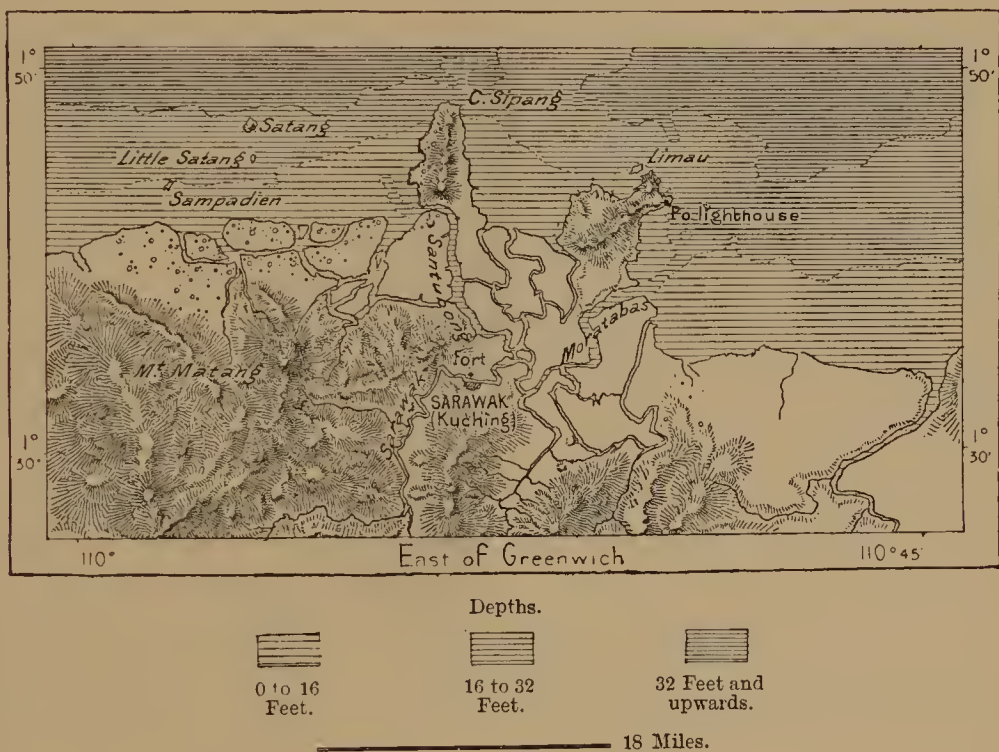 1°
50'
1°
50'
C. Sipang
Satang
Little Satang
Sampadien
Limau
Po lighthouse
Santubong
Moratabas
Mt. Matang
Fort
SARAWAK
(Kuching)
Sarawak
1°
30'
1°
30'
110°
East of Greenwich
110°45'
Depths.
0 to 16
Feet.
16 to 32
Feet.
32 Feet and
upwards.
18 Miles.